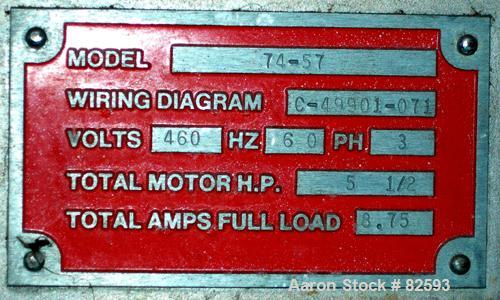 MODEL 74-57
WIRING DIAGRAM C-49901-071
VOLTS 460 HZ 60 PH 3
TOTAL MOTOR H.P. 5 1/2
TOTAL AMPS FULL LOAD 8.75
Aaron Stock # 82593